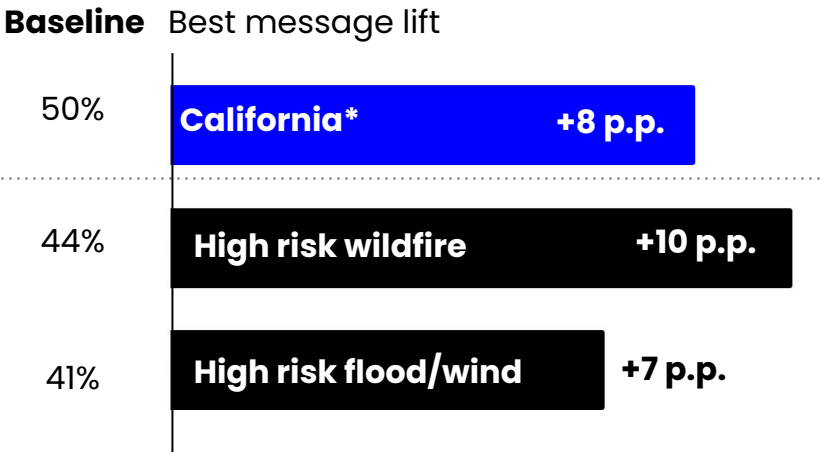 Baseline Best message lift
50% California* +8 p.p.
44% High risk wildfire +10 p.p.
41% High risk flood/wind +7 p.p.